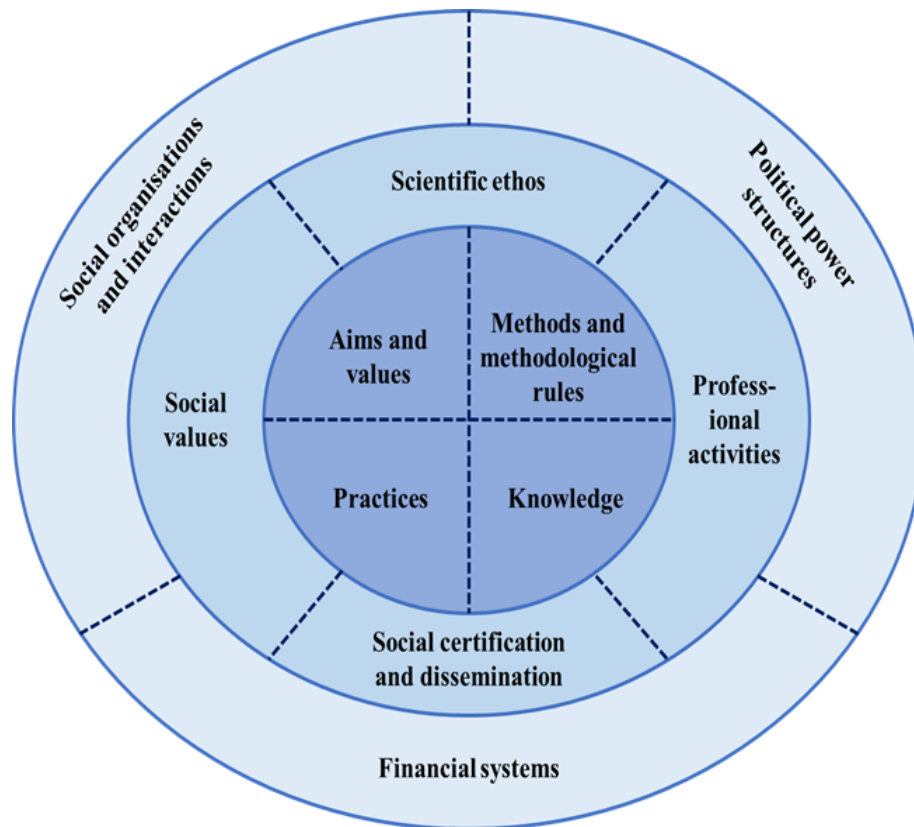 Scientific ethos
Social organisations
and interactions
Political power
structures
Aims and
values
Methods and
methodological
rules
Social
values
Profess-
ional
activities
Practices
Knowledge
Social certification
and dissemination
Financial systems